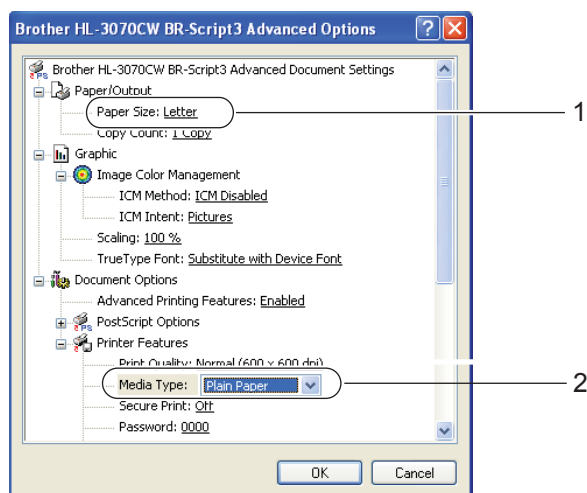 Brother HL-3070CW BR-Script3 Advanced Options
Brother HL-3070CW BR-Script3 Advanced Document Settings
Paper/Output
Paper Size: Letter
1
Copy Count: 1 Copy
Graphic
Image Color Management
ICM Method: ICM Disabled
ICM Intent: Pictures
Scaling: 100 %
TrueType Font: Substitute with Device Font
Document Options
Advanced Printing Features: Enabled
PostScript Options
Printer Features
Print Quality: Normal (600 x 600 dpi)
Media Type: Plain Paper
2
Secure Print: Off
Password: 0000
OK Cancel